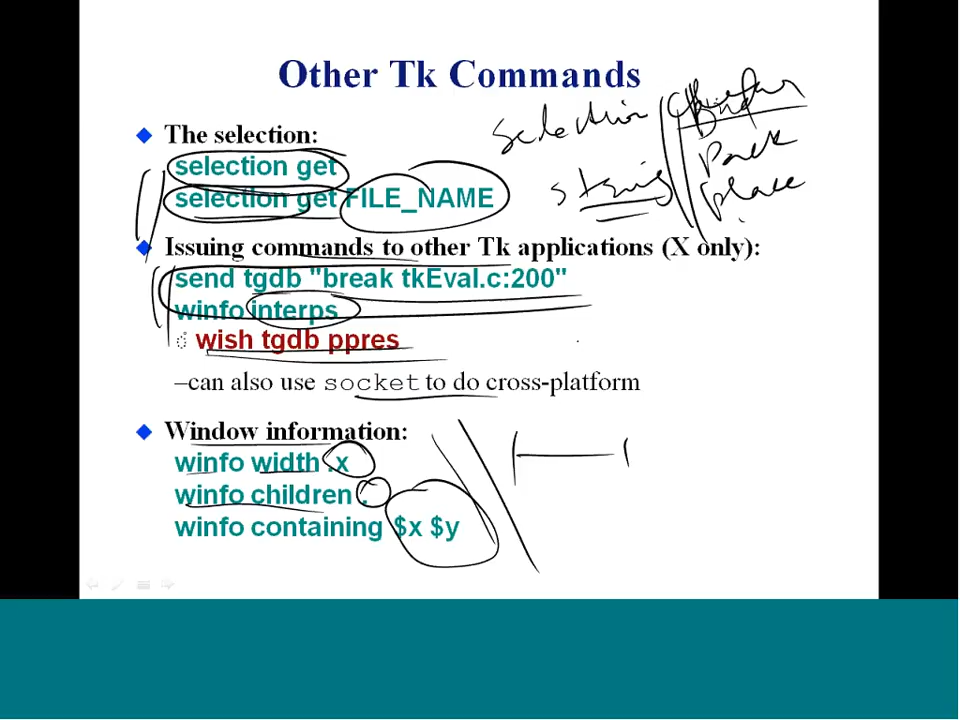 Other Tk Commands
The selection:
selection get
selection get FILE_NAME
selection
string
pack
place
Issuing commands to other Tk applications (X only):
send tgdb "break tkEval.c:200"
winfo interps
wish tgdb ppres
–can also use socket to do cross-platform
Window information:
winfo width .x
winfo children .
winfo containing $x $y